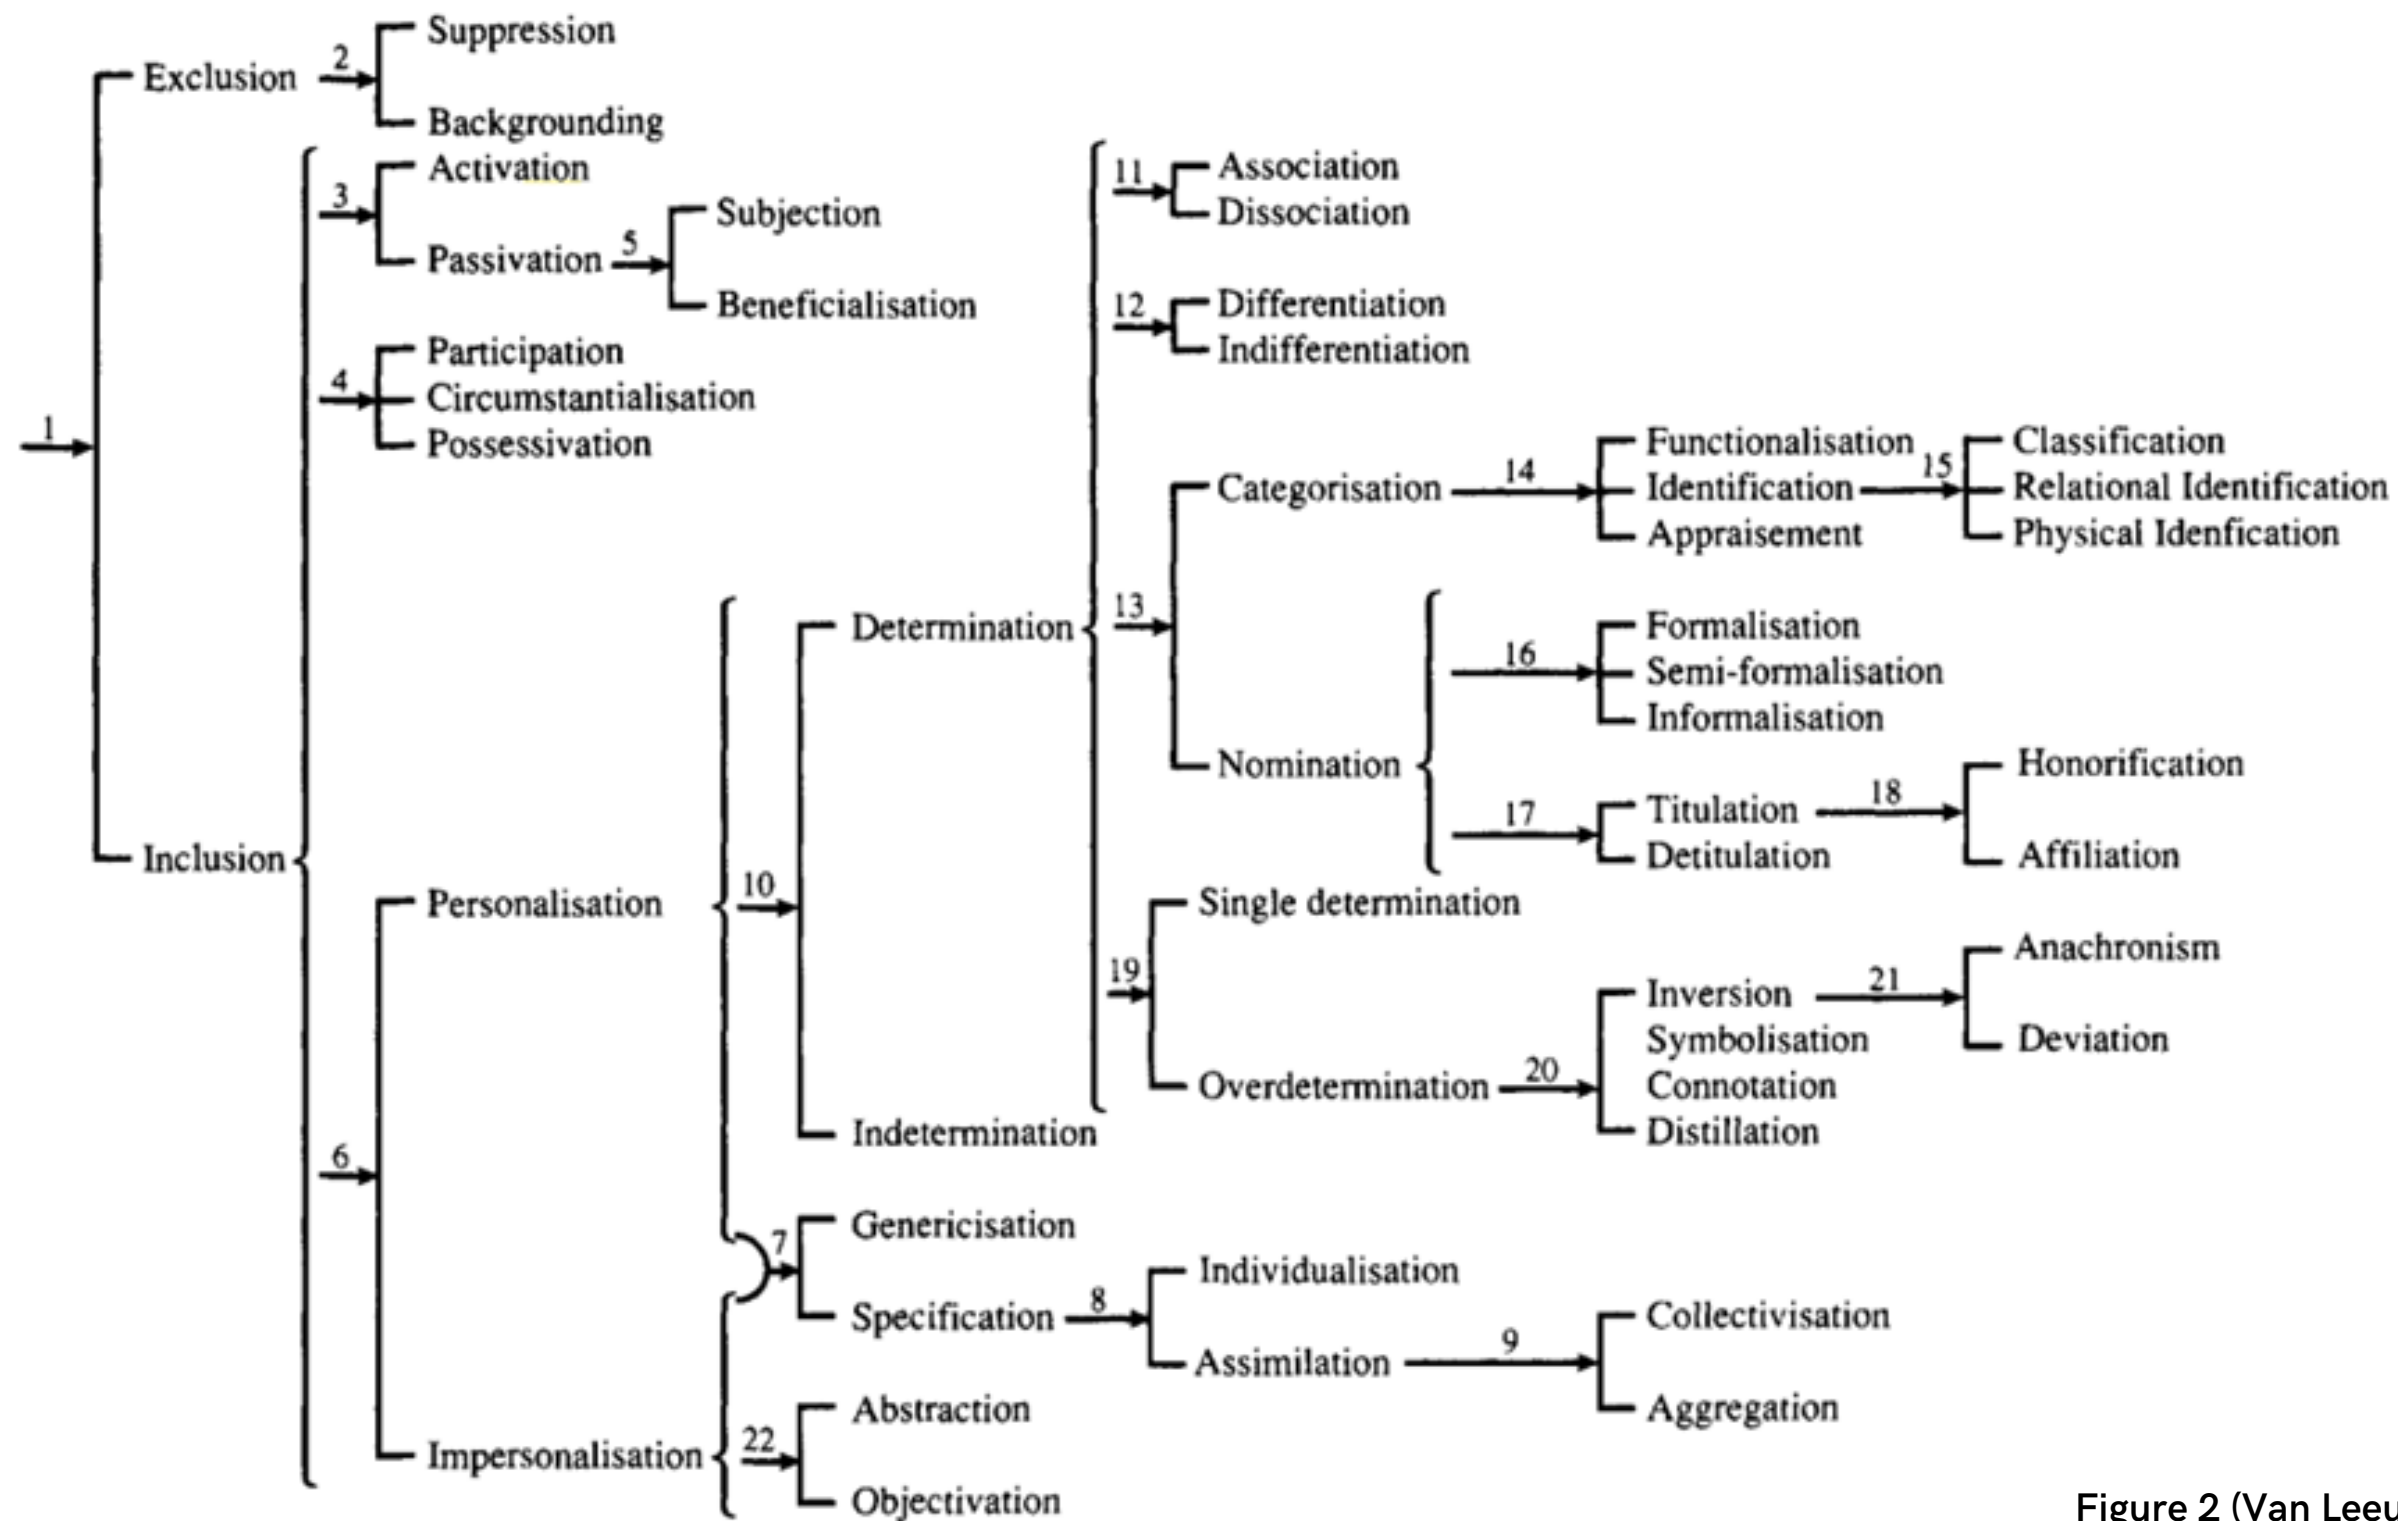 Suppression
2
Exclusion
Backgrounding
Activation
3
Subjection
5
Passivation
Beneficialisation
Participation
4
Circumstantialisation
Possessivation
1
Inclusion
Personalisation
6
Impersonalisation
10
Determination
Indetermination
7
Genericisation
Specification
8
Individualisation
Assimilation
9
Collectivisation
Aggregation
22
Abstraction
Objectivation
11
Association
Dissociation
12
Differentiation
Indifferentiation
13
Categorisation
14
Functionalisation
Identification
Appraisement
15
Classification
Relational Identification
Physical Idenfication
Nomination
16
Formalisation
Semi-formalisation
Informalisation
17
Titulation
Detitulation
18
Honorification
Affiliation
19
Single determination
Overdetermination
20
Inversion
Symbolisation
Connotation
Distillation
21
Anachronism
Deviation
Figure 2 (Van Leeu